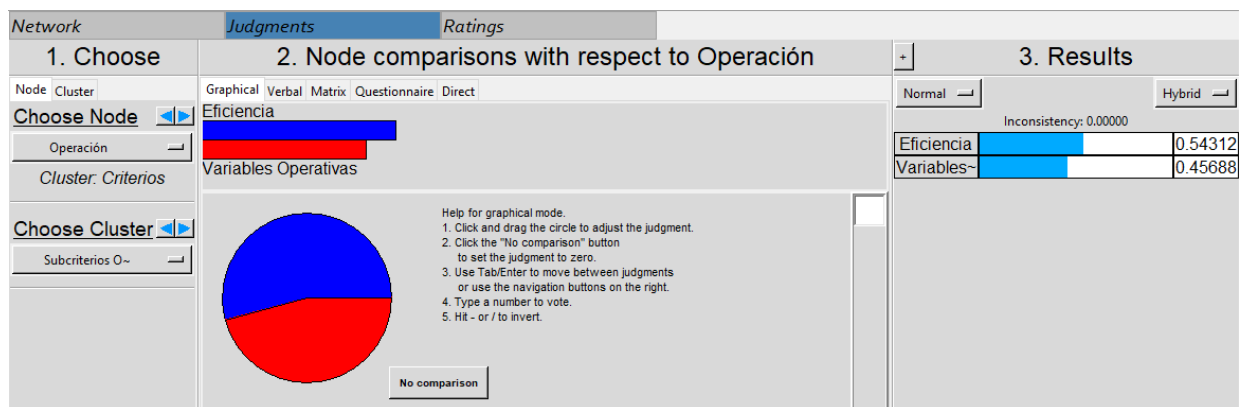 Network
Judgments
Ratings
1. Choose
2. Node comparisons with respect to Operación
+
3. Results
Node Cluster
Graphical Verbal Matrix Questionnaire Direct
Normal
Hybrid
Choose Node
Operación
Cluster: Criterios
Choose Cluster
Subcriterios O~
Eficiencia
Variables Operativas
Help for graphical mode.
1. Click and drag the circle to adjust the judgment.
2. Click the "No comparison" button
to set the judgment to zero.
3. Use Tab/Enter to move between judgments
or use the navigation buttons on the right.
4. Type a number to vote.
5. Hit - or / to invert.
No comparison
Inconsistency: 0.00000
Eficiencia 0.54312
Variables~ 0.45688